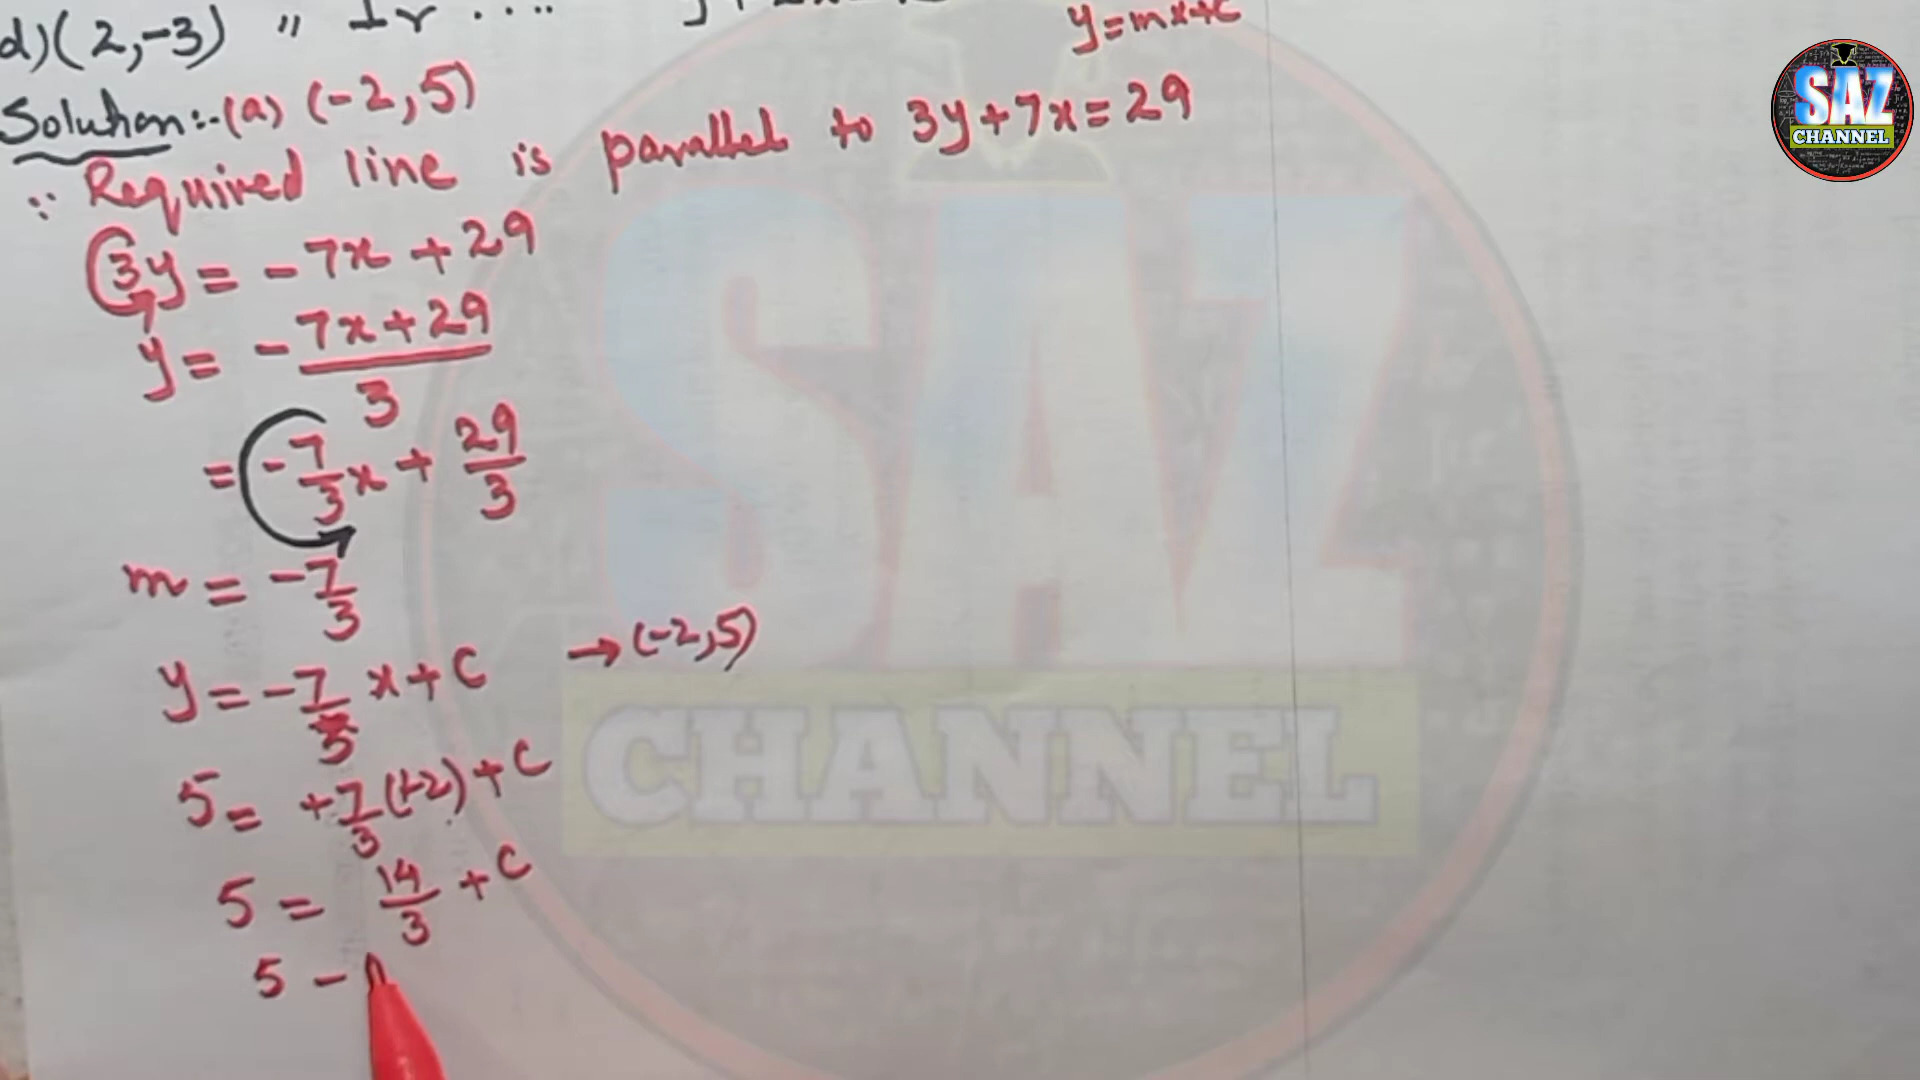 d) (2,-3) " Ir ....
y=mx+c
Solution:- (a) (-2,5)
∵ Required line is parallel to 3y+7x=29
3y = -7x+29
y = -7x+29/3
= -7/3 x + 29/3
m = -7/3
y = -7/3 x + c → (-2,5)
5 = +7/3 (+2) + c
5 = 14/3 + c
5 -
SAZ
CHANNEL
SAZ
CHANNEL